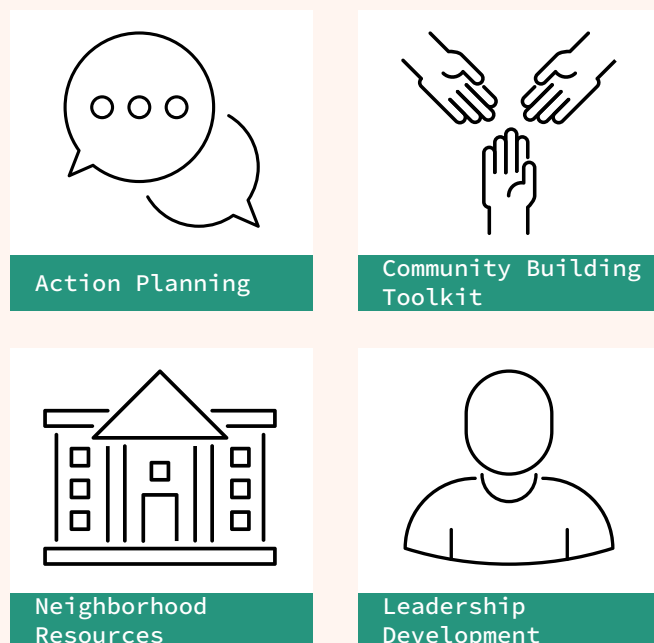 Action Planning
Community Building
Toolkit
Neighborhood
Resources
Leadership
Development